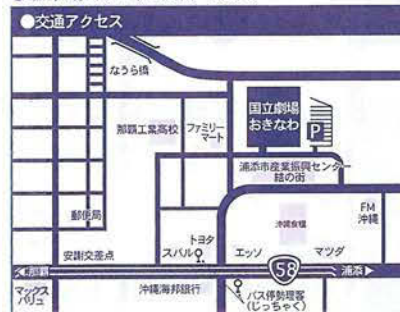 ●交通アクセス
なうら橋
国立劇場
おきなわ
P
那覇工業高校
ファミリー
マート
浦添市産業振興センター
結の街
郵便局
沖縄食糧
FM
沖縄
トヨタ
安謝交差点
スバル
エッソ
マツダ
◀那覇
58
浦添▶
マックス
バリュ
沖縄海邦銀行
バス停勢理客
(じっちゃく)